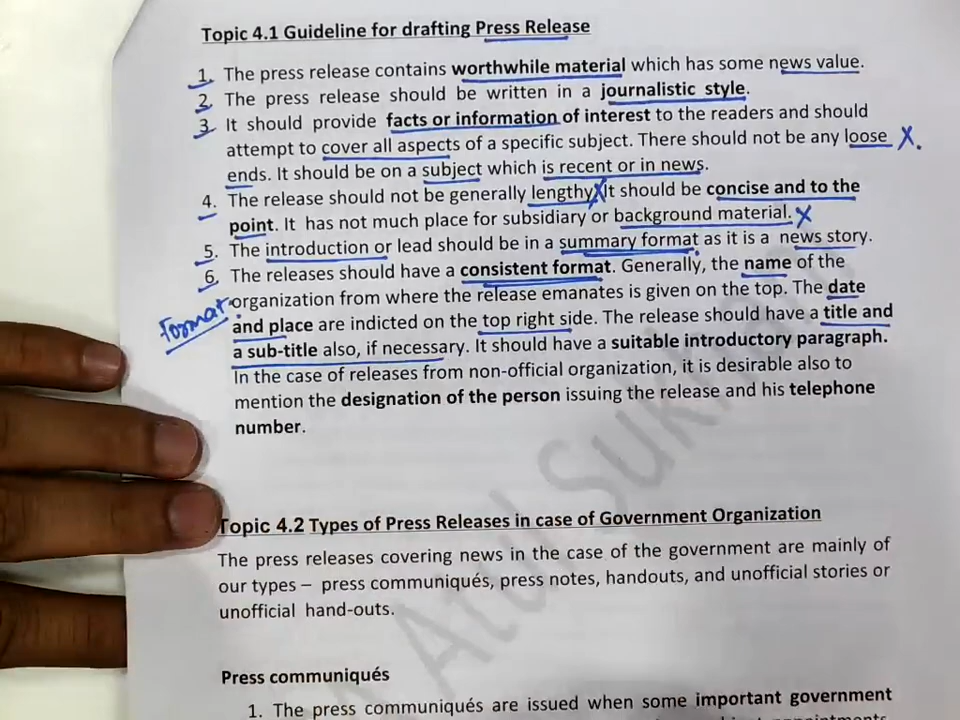 Topic 4.1 Guideline for drafting Press Release
1. The press release contains worthwhile material which has some news value.
2. The press release should be written in a journalistic style.
3. It should provide facts or information of interest to the readers and should
attempt to cover all aspects of a specific subject. There should not be any loose X.
ends. It should be on a subject which is recent or in news.
4. The release should not be generally lengthy X It should be concise and to the
point. It has not much place for subsidiary or background material. X
5. The introduction or lead should be in a summary format as it is a news story.
6. The releases should have a consistent format. Generally, the name of the
Format organization from where the release emanates is given on the top. The date
and place are indicted on the top right side. The release should have a title and
a sub-title also, if necessary. It should have a suitable introductory paragraph.
In the case of releases from non-official organization, it is desirable also to
mention the designation of the person issuing the release and his telephone
number.
Topic 4.2 Types of Press Releases in case of Government Organization
The press releases covering news in the case of the government are mainly of
our types – press communiqués, press notes, handouts, and unofficial stories or
unofficial hand-outs.
Press communiqués
1. The press communiqués are issued when some important government
Atul